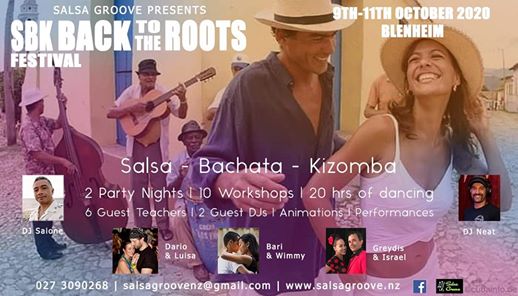 SALSA GROOVE PRESENTS
SBK BACK TO THE ROOTS
FESTIVAL
9TH-11TH OCTOBER 2020
BLENHEIM
Salsa - Bachata - Kizomba
2 Party Nights | 10 Workshops | 20 hrs of dancing
6 Guest Teachers | 2 Guest DJs | Animations | Performances
DJ Salone
DJ Neat
Dario
& Luisa
Bari
& Wimmy
Greydis
& Israel
027 3090268 | salsagroovenz@gmail.com | www.salsagroove.nz
f
Salsa
Groove